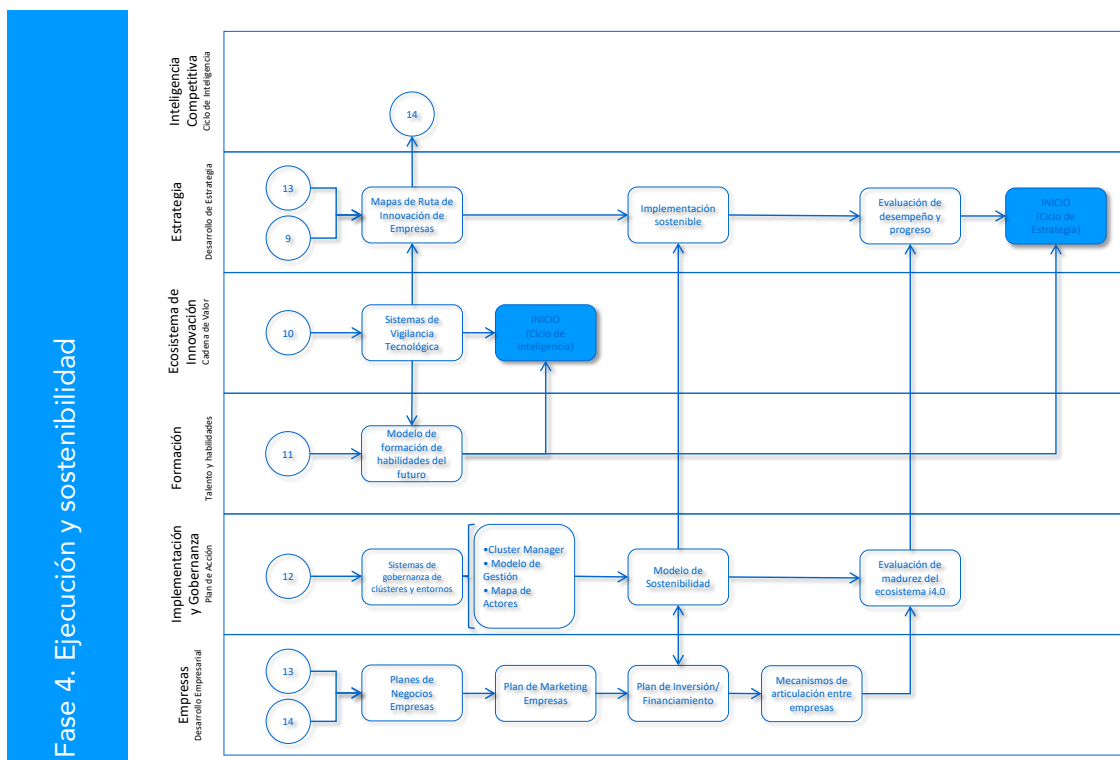 Fase 4. Ejecución y sostenibilidad
Inteligencia
Competitiva
Ciclo de Inteligencia
14
Estrategia
Desarrollo de Estrategia
13
9
Mapas de Ruta de
Innovación de
Empresas
Implementación
sostenible
Evaluación de
desempeño y
progreso
INICIO
(Ciclo de
Estrategia)
Ecosistema de
Innovación
Cadena de Valor
10
Sistemas de
Vigilancia
Tecnológica
INICIO
(Ciclo de
Inteligencia)
Formación
Talento y habilidades
11
Modelo de
formación de
habilidades del
futuro
Implementación
y Gobernanza
Plan de Acción
12
Sistemas de
gobernanza de
clústeres y entornos
•Cluster Manager
• Modelo de
Gestión
• Mapa de
Actores
Modelo de
Sostenibilidad
Evaluación de
madurez del
ecosistema i4.0
Empresas
Desarrollo Empresarial
13
14
Planes de
Negocios
Empresas
Plan de Marketing
Empresas
Plan de Inversión/
Financiamiento
Mecanismos de
articulación entre
empresas